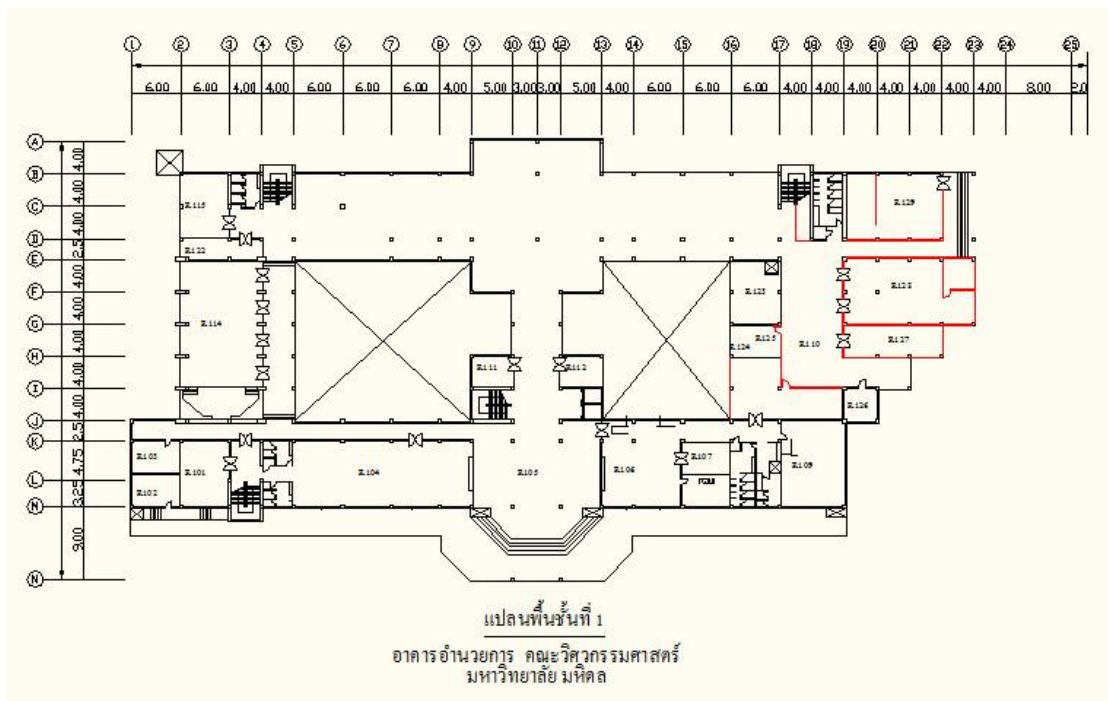 1 2 3 4 5 6 7 8 9 10 11 12 13 14 15 16 17 18 19 20 21 22 23 24 25
6.00 6.00 4.00 4.00 6.00 6.00 6.00 4.00 5.00 3.00 3.00 5.00 4.00 6.00 6.00 6.00 4.00 4.00 4.00 4.00 4.00 4.00 4.00 8.00 2.0
A
4.00
B
4.00
C
4.00
D
2.5
E
4.00
F
4.00
G
4.00
H
4.00
I
4.00
J
2.5
K
4.75
L
3.25
9.00
N
R.115
R.129
R.122
R.123
R.128
R.114
R.124
R.125
R.110
R.127
R.111
R.112
R.126
R.103
R.101
R.104
R.105
R.106
R.107
R.109
R.102
แปลนพื้นชั้นที่ 1
อาคารอำนวยการ คณะวิศวกรรมศาสตร์
มหาวิทยาลัย มหิดล